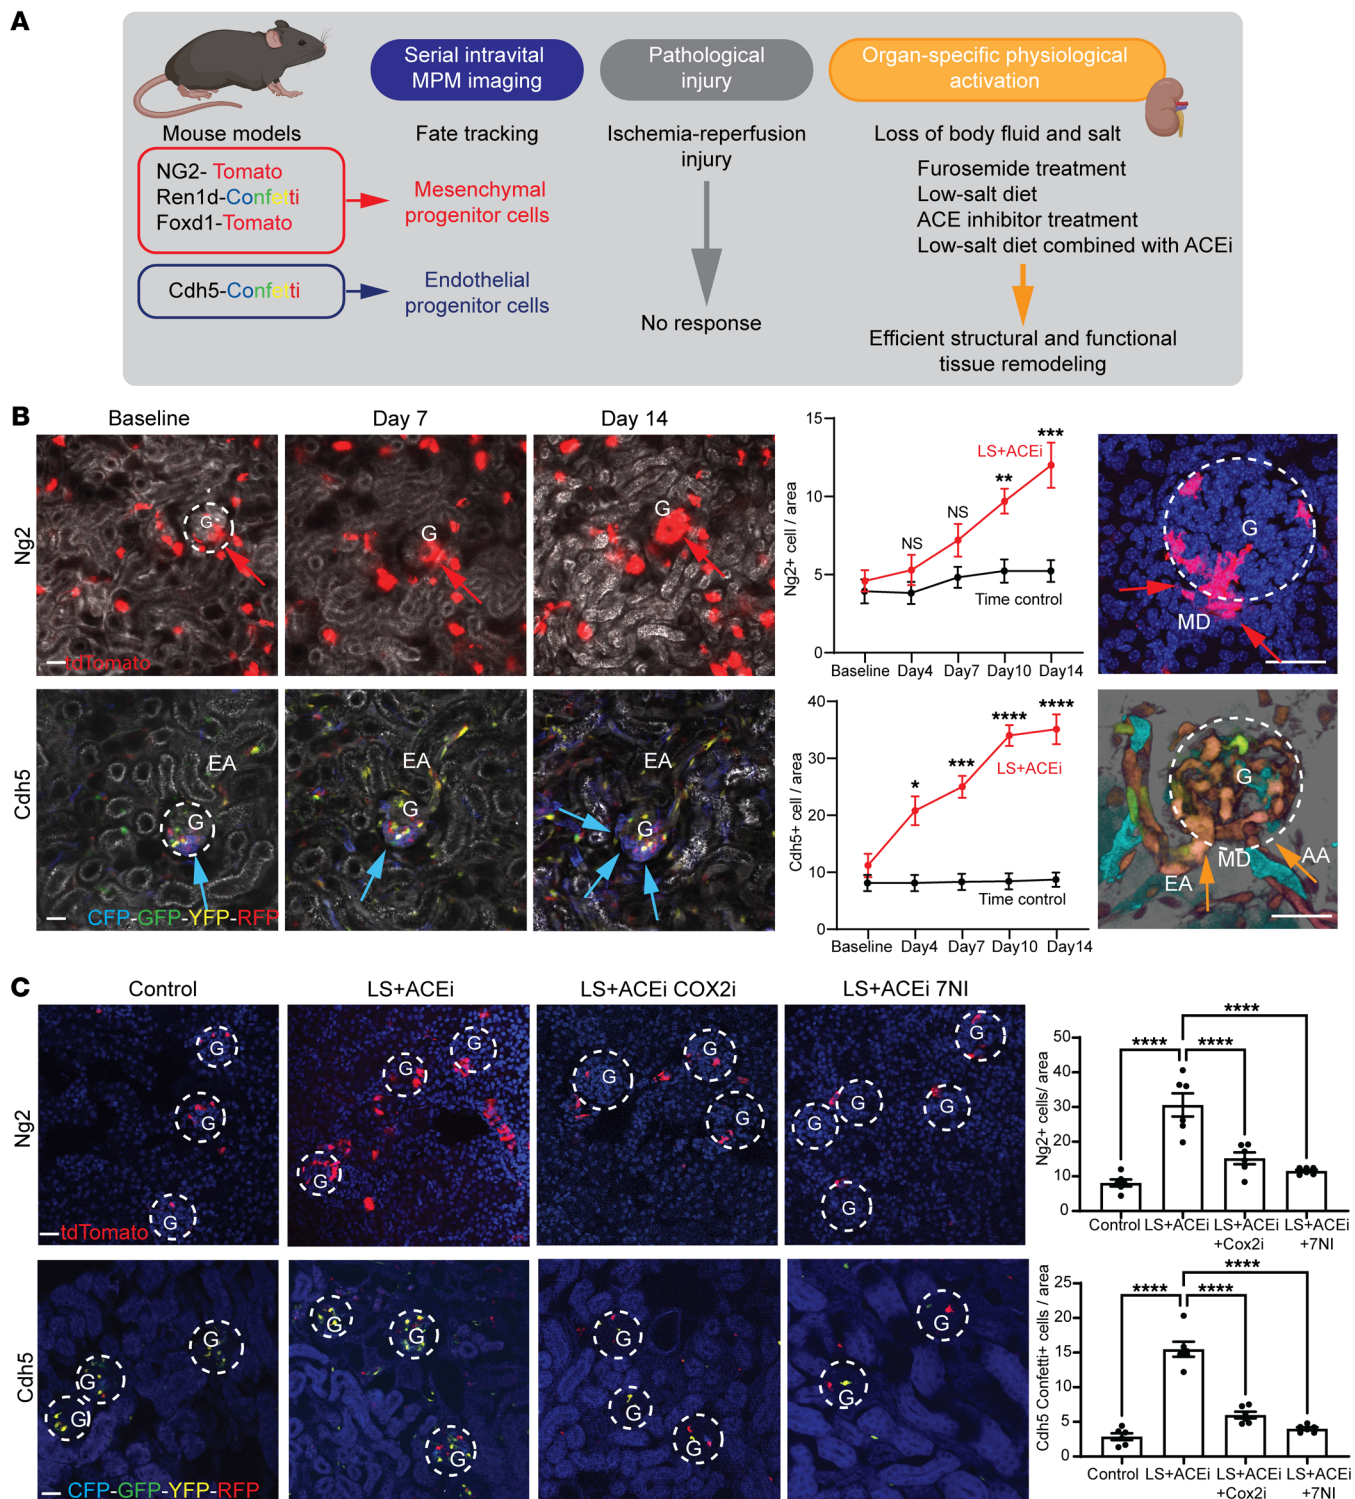 A
Serial intravital
MPM imaging
Pathological
injury
Organ-specific physiological
activation
Mouse models
Fate tracking
Ischemia-reperfusion
injury
Loss of body fluid and salt
NG2- Tomato
Ren1d-Confetti
Foxd1-Tomato
Mesenchymal
progenitor cells
Furosemide treatment
Low-salt diet
ACE inhibitor treatment
Low-salt diet combined with ACEi
Cdh5-Confetti
Endothelial
progenitor cells
No response
Efficient structural and functional
tissue remodeling
B
Baseline
Day 7
Day 14
Ng2
G
tdTomato
G
G
15
10
5
0
Ng2+ cell / area
LS+ACEi
NS
NS
**
***
Time control
Baseline
Day4
Day7
Day10
Day14
G
MD
Cdh5
EA
G
CFP-GFP-YFP-RFP
EA
G
EA
G
40
30
20
10
0
Cdh5+ cell / area
*
***
****
****
LS+ACEi
Time control
Baseline
Day4
Day7
Day10
Day14
G
MD
AA
EA
C
Control
LS+ACEi
LS+ACEi COX2i
LS+ACEi 7NI
Ng2
G
G
G
tdTomato
G
G
G
G
G
G
G
G
G
G
G
50
40
30
20
10
0
Ng2+ cells/ area
****
****
****
Control
LS+ACEi
LS+ACEi
+Cox2i
LS+ACEi
+7NI
Cdh5
G
G
G
CFP-GFP-YFP-RFP
G
G
G
G
G
G
G
G
25
20
15
10
5
0
Cdh5 Confetti+ cells / area
****
****
****
Control
LS+ACEi
LS+ACEi
+Cox2i
LS+ACEi
+7NI